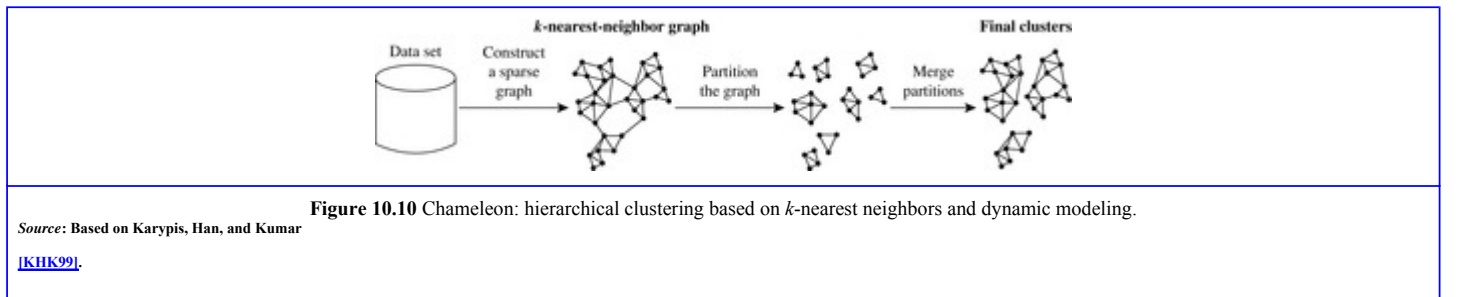 k-nearest-neighbor graph
Final clusters
Data set
Construct
a sparse
graph
Partition
the graph
Merge
partitions
Figure 10.10 Chameleon: hierarchical clustering based on k-nearest neighbors and dynamic modeling.
Source: Based on Karypis, Han, and Kumar
[KHK99].